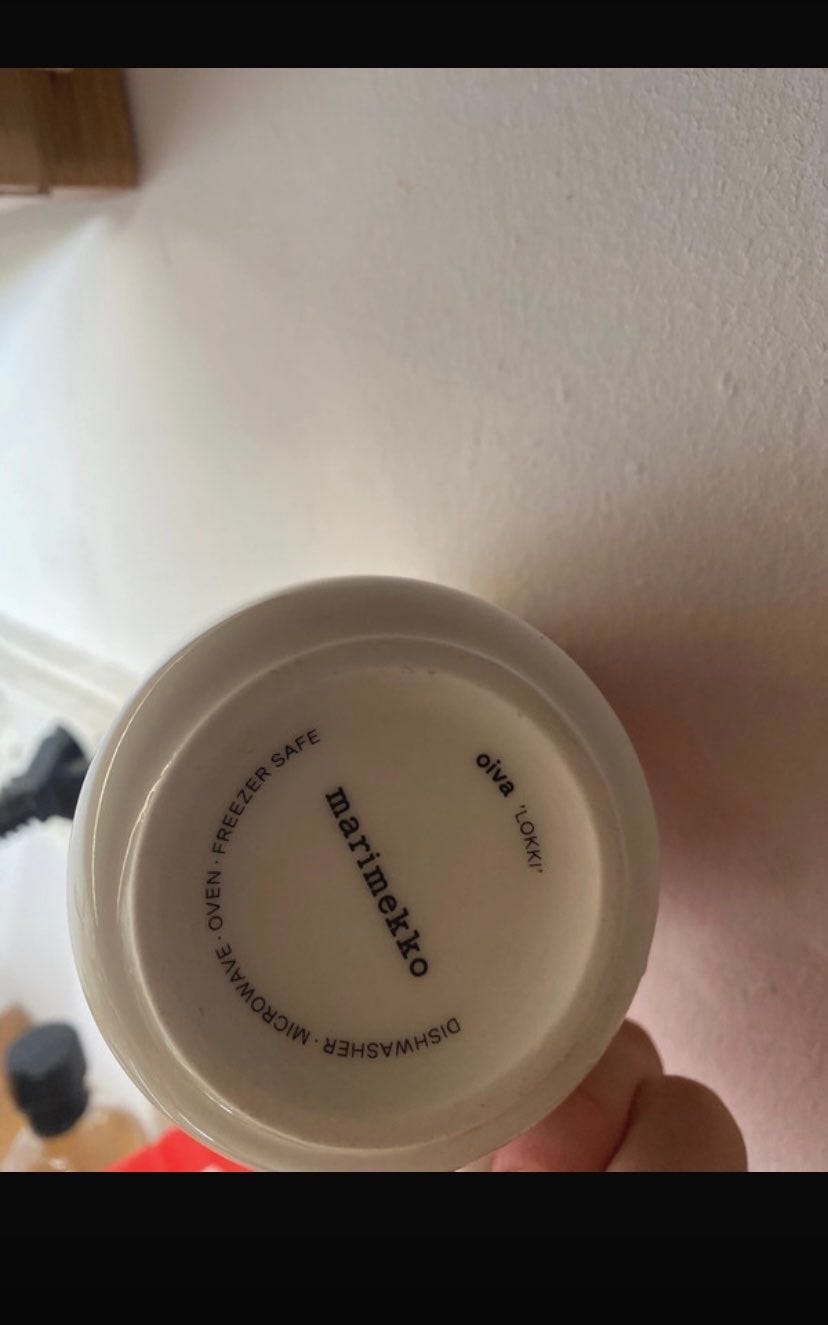 oiva 'LOKKI'
marimekko
DISHWASHER · MICROWAVE · OVEN · FREEZER SAFE